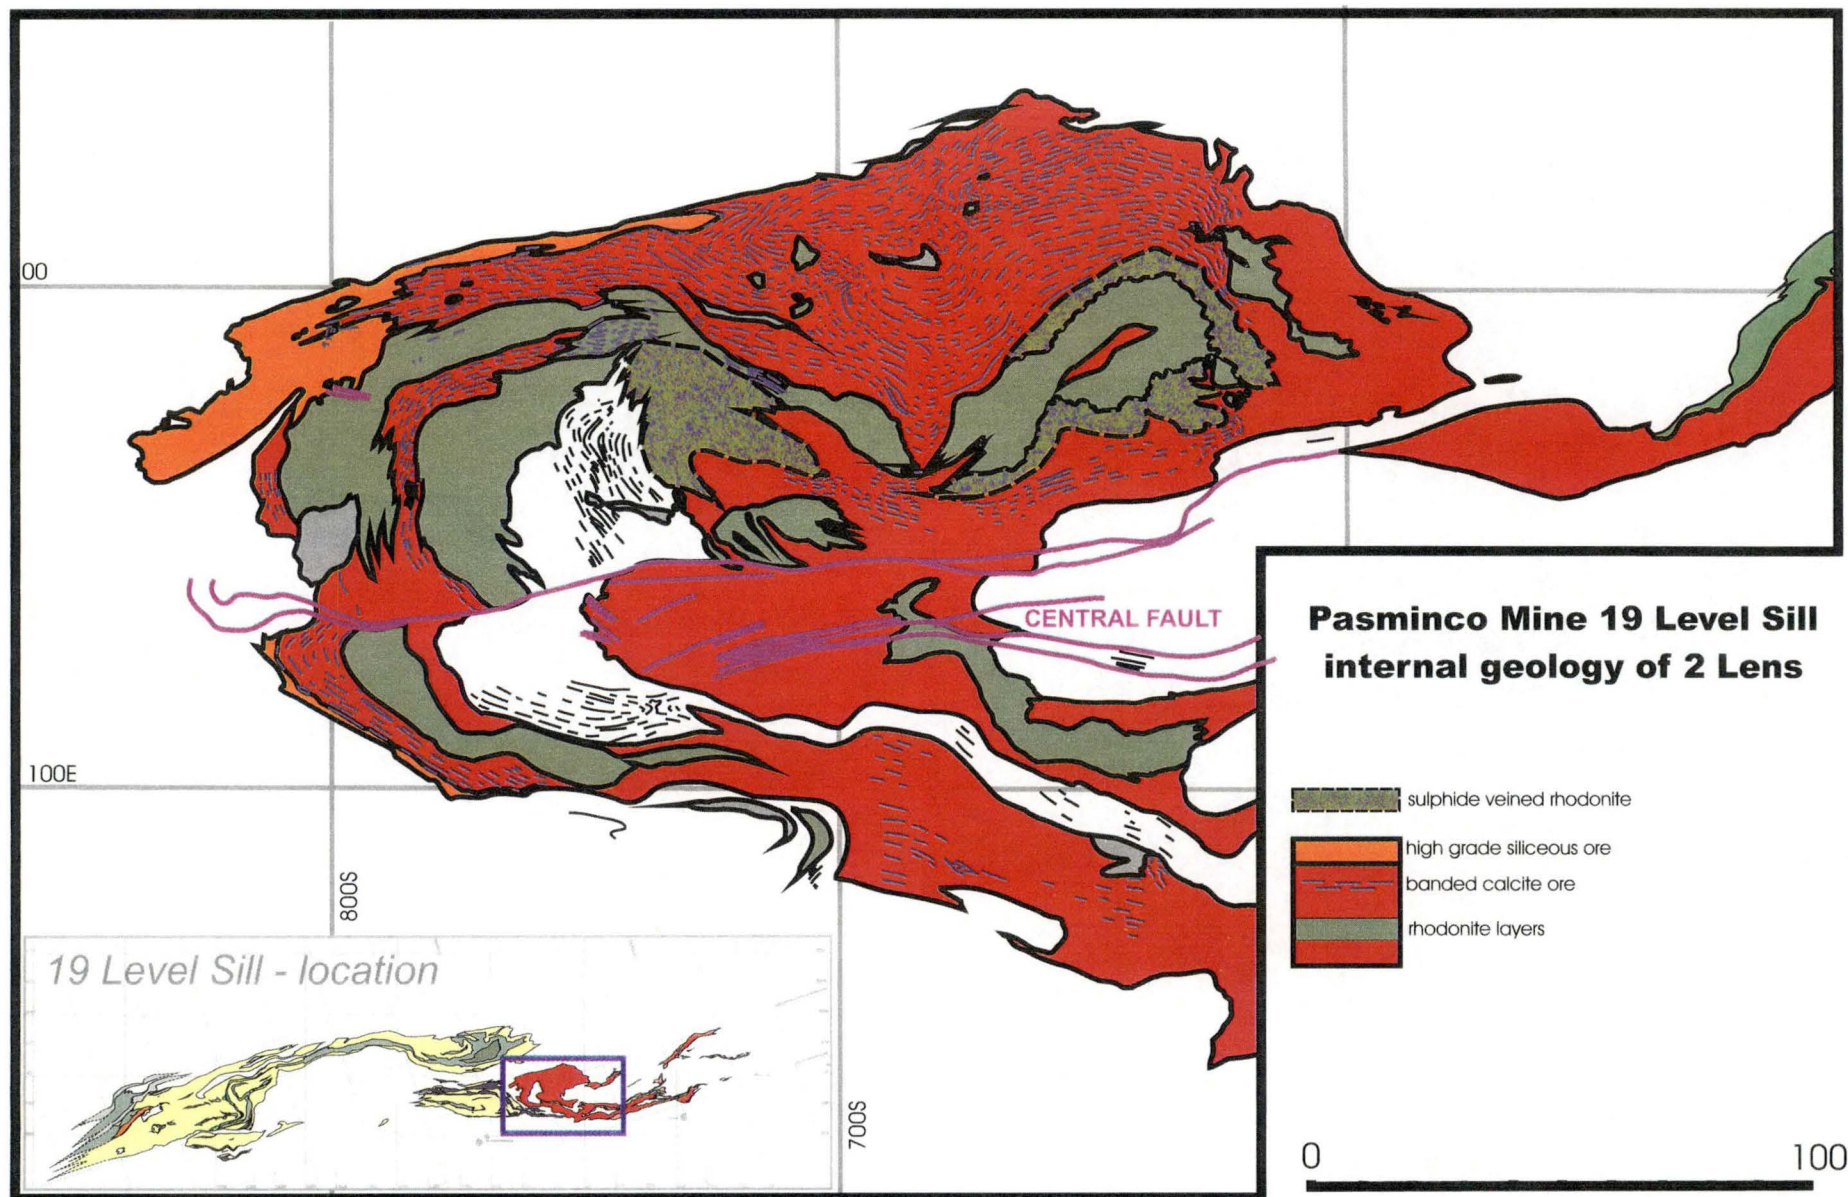 00
CENTRAL FAULT
Pasminco Mine 19 Level Sill
internal geology of 2 Lens
100E
sulphide veined rhodonite
high grade siliceous ore
banded calcite ore
rhodonite layers
800S
19 Level Sill - location
700S
0
100